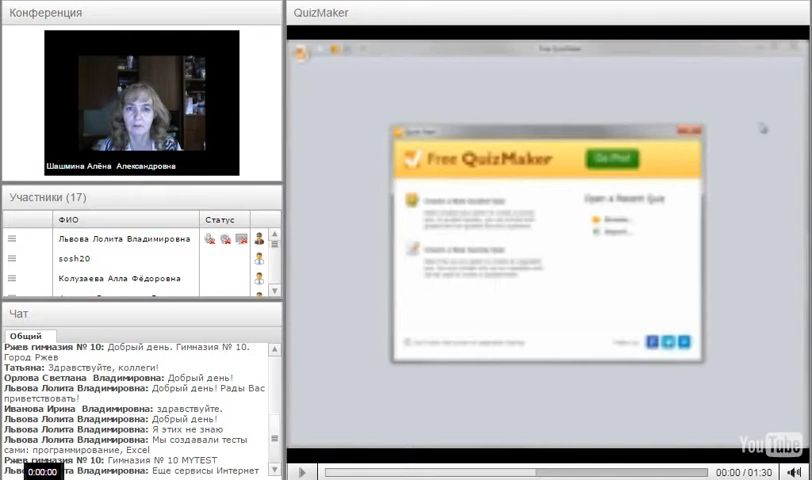 Конференция
QuizMaker
Шашмина Алёна Александровна
Free QuizMaker
Go Pro!
Open a Recent Quiz
Участники (17)
ФИО
Статус
Львова Лолита Владимировна
sosh20
Колузаева Алла Фёдоровна
Чат
Общий
Ржев гимназия № 10: Добрый день. Гимназия № 10.
Город Ржев
Татьяна: Здравствуйте, коллеги!
Орлова Светлана Владимировна: Добрый день!
Львова Лолита Владимировна: Добрый день! Рады Вас
приветствовать!
Иванова Ирина Владимировна: здравствуйте.
Львова Лолита Владимировна: Добрый день!
Львова Лолита Владимировна: Я этих не знаю
Львова Лолита Владимировна: Мы создавали тесты
сами: программирование, Excel
Ржев гимназия № 10: Гимназия № 10 MYTEST
Львова Лолита Владимировна: Еще сервисы Интернет
0:00:00
YouTube
00:00 / 01:30